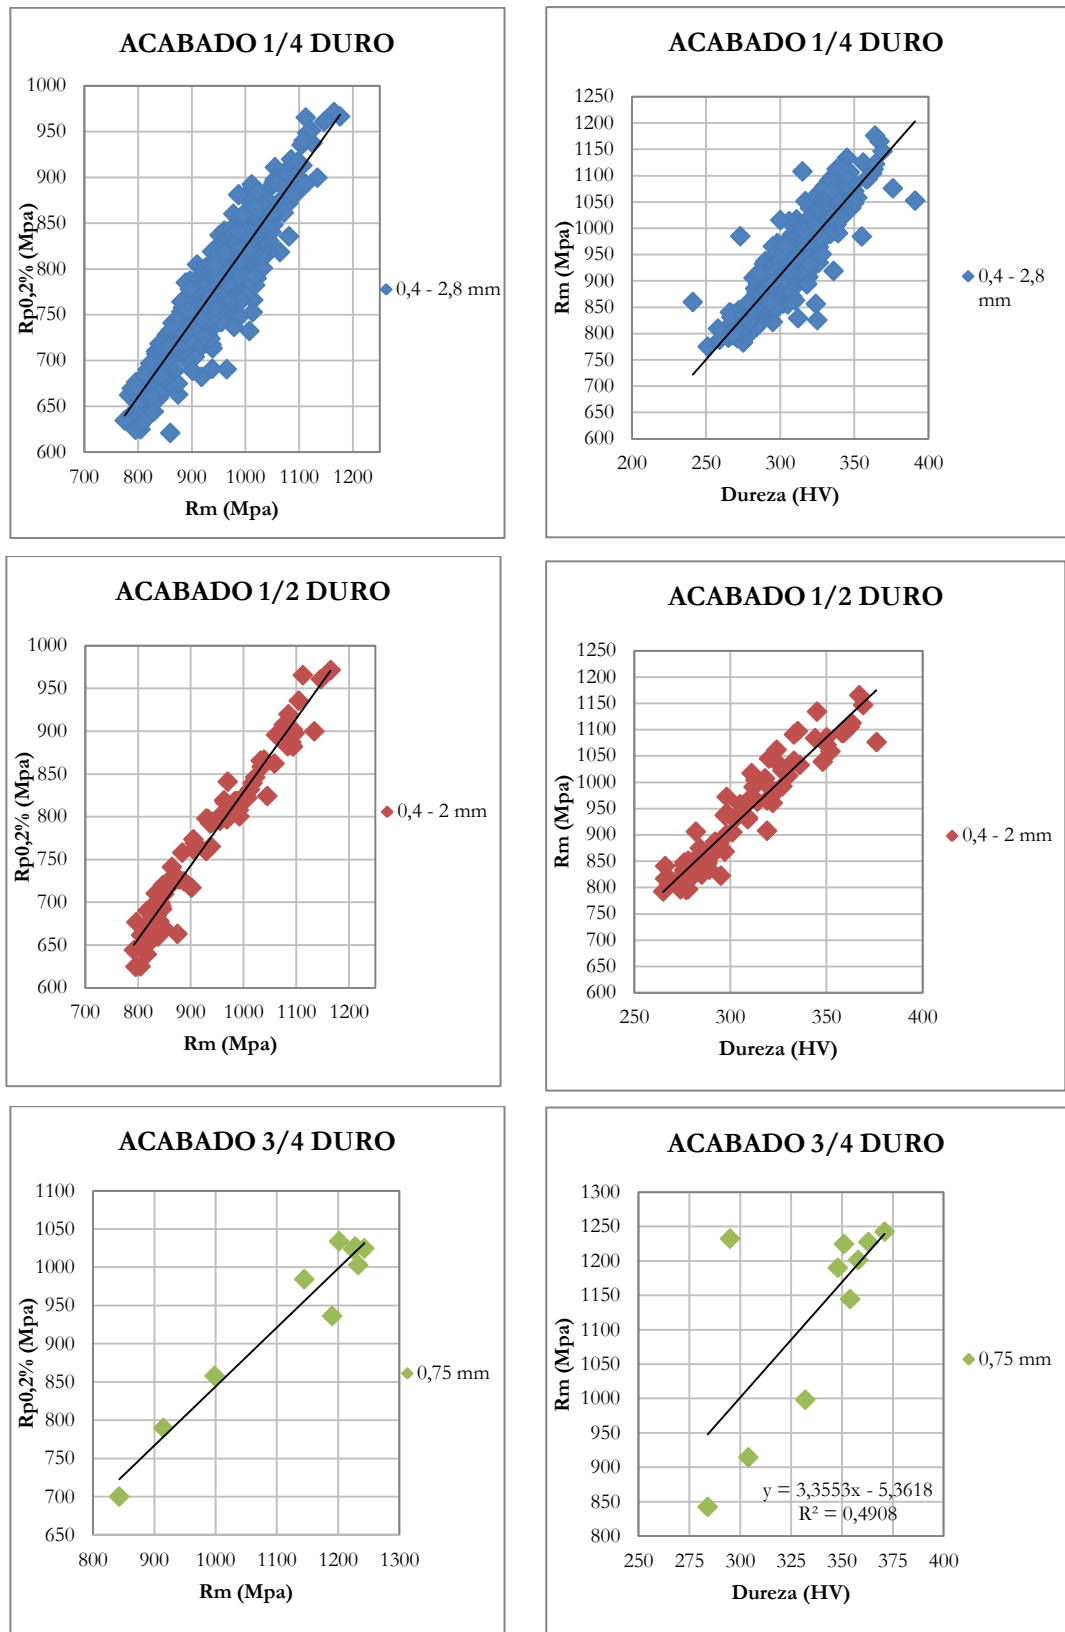 ACABADO 1/4 DURO
Rp0,2% (Mpa)
1000
950
900
850
800
750
700
650
600
700 800 900 1000 1100 1200
Rm (Mpa)
0,4 - 2,8 mm
ACABADO 1/4 DURO
Rm (Mpa)
1250
1200
1150
1100
1050
1000
950
900
850
800
750
700
650
600
200 250 300 350 400
Dureza (HV)
0,4 - 2,8
mm
ACABADO 1/2 DURO
Rp0,2% (Mpa)
1000
950
900
850
800
750
700
650
600
700 800 900 1000 1100 1200
Rm (Mpa)
0,4 - 2 mm
ACABADO 1/2 DURO
Rm (Mpa)
1250
1200
1150
1100
1050
1000
950
900
850
800
750
700
650
600
250 300 350 400
Dureza (HV)
0,4 - 2 mm
ACABADO 3/4 DURO
Rp0,2% (Mpa)
1100
1050
1000
950
900
850
800
750
700
650
800 900 1000 1100 1200 1300
Rm (Mpa)
0,75 mm
ACABADO 3/4 DURO
Rm (Mpa)
1300
1250
1200
1150
1100
1050
1000
950
900
850
800
250 275 300 325 350 375 400
Dureza (HV)
y = 3,3553x - 5,3618
R² = 0,4908
0,75 mm